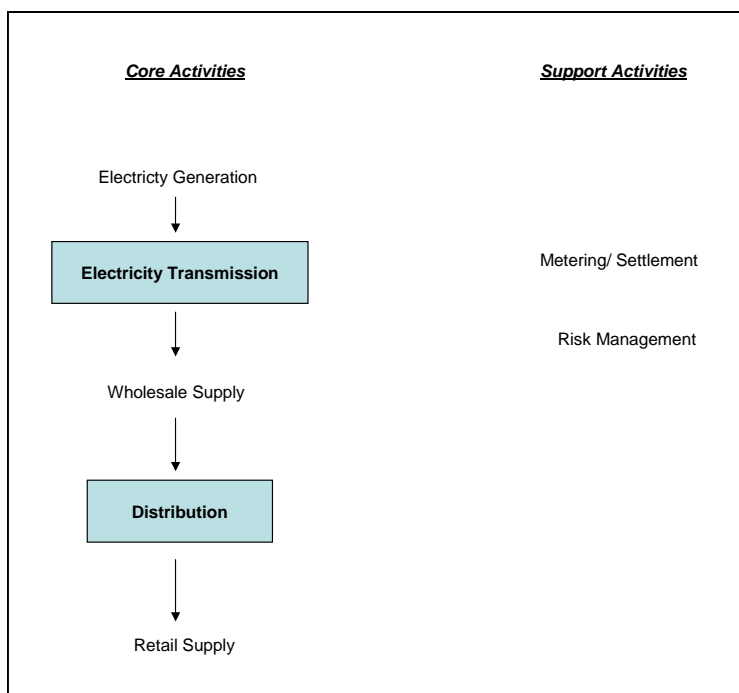 Core Activities
Support Activities
Electricty Generation
Electricity Transmission
Metering/ Settlement
Risk Management
Wholesale Supply
Distribution
Retail Supply